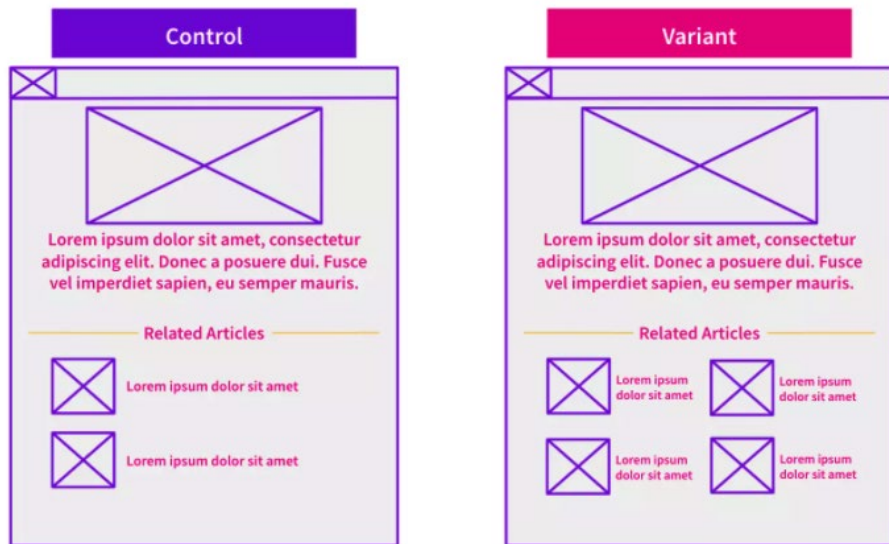 Control
Lorem ipsum dolor sit amet, consectetur
adipiscing elit. Donec a posuere dui. Fusce
vel imperdiet sapien, eu semper mauris.
Related Articles
Lorem ipsum dolor sit amet
Lorem ipsum dolor sit amet
Variant
Lorem ipsum dolor sit amet, consectetur
adipiscing elit. Donec a posuere dui. Fusce
vel imperdiet sapien, eu semper mauris.
Related Articles
Lorem ipsum
dolor sit amet
Lorem ipsum
dolor sit amet
Lorem ipsum
dolor sit amet
Lorem ipsum
dolor sit amet